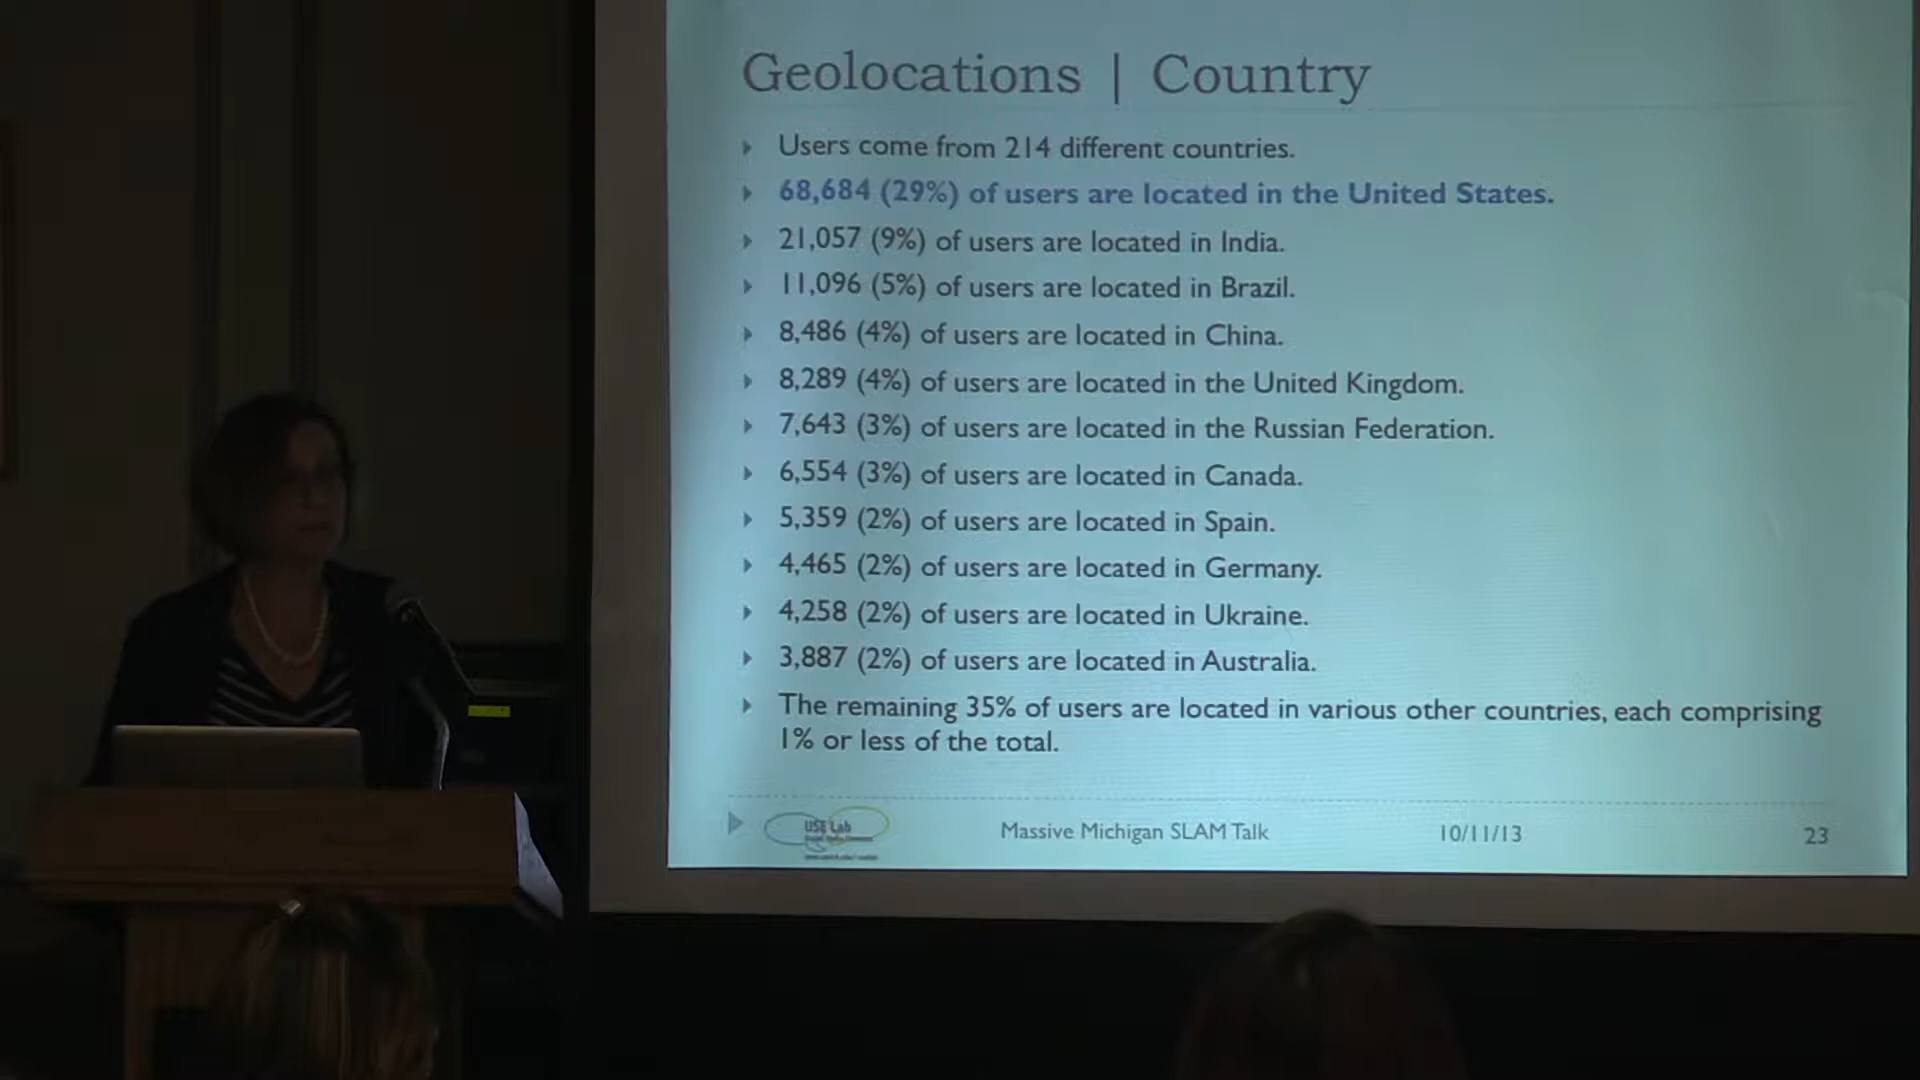 Geolocations | Country
Users come from 214 different countries.
68,684 (29%) of users are located in the United States.
21,057 (9%) of users are located in India.
11,096 (5%) of users are located in Brazil.
8,486 (4%) of users are located in China.
8,289 (4%) of users are located in the United Kingdom.
7,643 (3%) of users are located in the Russian Federation.
6,554 (3%) of users are located in Canada.
5,359 (2%) of users are located in Spain.
4,465 (2%) of users are located in Germany.
4,258 (2%) of users are located in Ukraine.
3,887 (2%) of users are located in Australia.
The remaining 35% of users are located in various other countries, each comprising
1% or less of the total.
USE Lab
Massive Michigan SLAM Talk
10/11/13
23